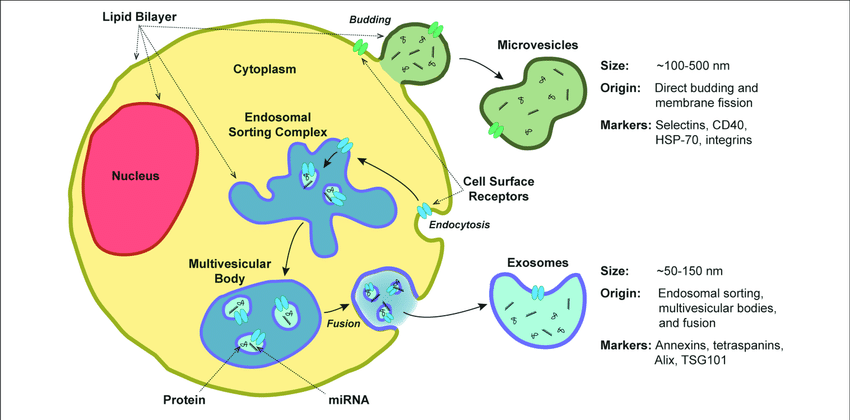 Lipid Bilayer
Budding
Microvesicles
Cytoplasm
Size: ~100-500 nm
Origin: Direct budding and
membrane fission
Markers: Selectins, CD40,
HSP-70, integrins
Endosomal
Sorting Complex
Nucleus
Cell Surface
Receptors
Endocytosis
Multivesicular
Body
Exosomes
Size: ~50-150 nm
Origin: Endosomal sorting,
multivesicular bodies,
and fusion
Markers: Annexins, tetraspanins,
Alix, TSG101
Fusion
Protein
miRNA